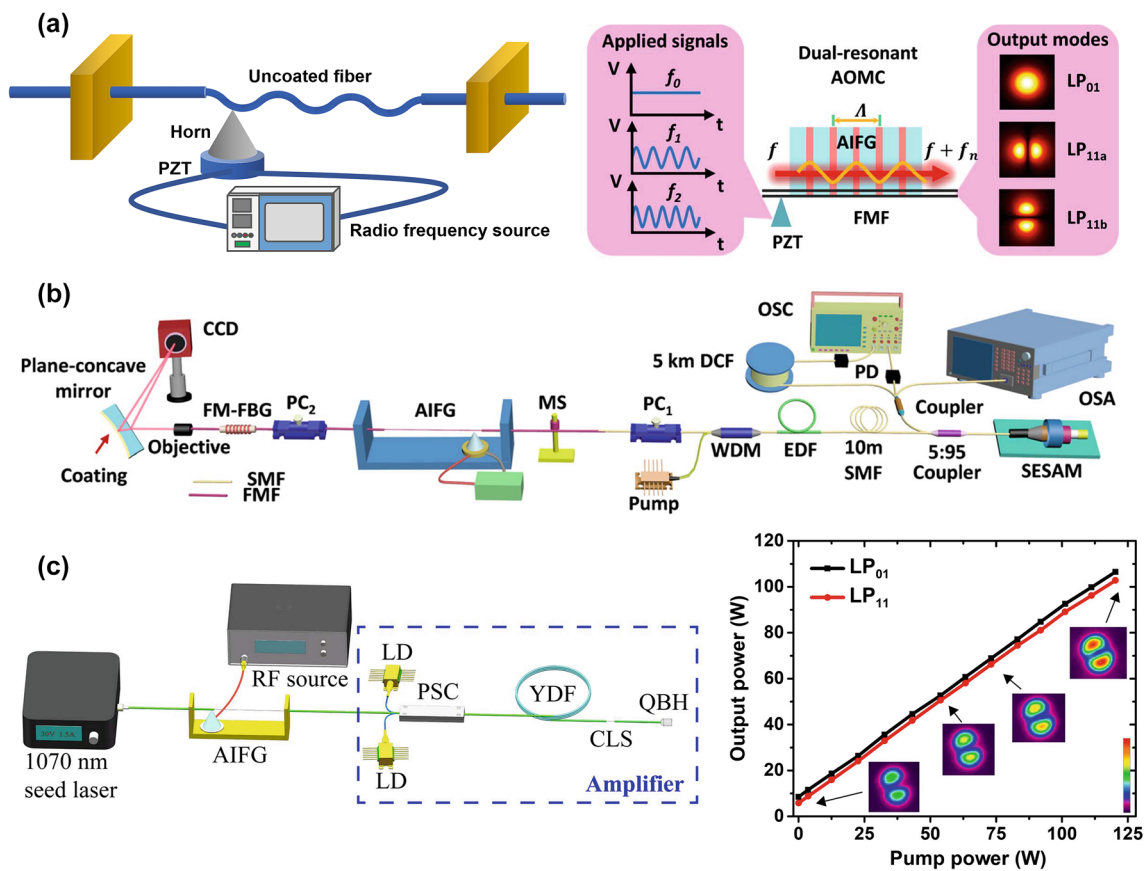 (a)
Uncoated fiber
Horn
PZT
Radio frequency source
Applied signals
V
f0
t
V
f1
t
V
f2
t
Dual-resonant
AOMC
Λ
AIFG
f
f + fn
FMF
PZT
Output modes
LP01
LP11a
LP11b
(b)
CCD
Plane-concave
mirror
Coating
Objective
FM-FBG
PC2
AIFG
MS
PC1
SMF
FMF
Pump
WDM
EDF
10m
SMF
5:95
Coupler
SESAM
Coupler
5 km DCF
OSC
PD
OSA
(c)
30V 1.5A
1070 nm
seed laser
RF source
AIFG
LD
LD
PSC
YDF
CLS
QBH
Amplifier
LP01
LP11
Output power (W)
120
100
80
60
40
20
0
0 25 50 75 100 125
Pump power (W)